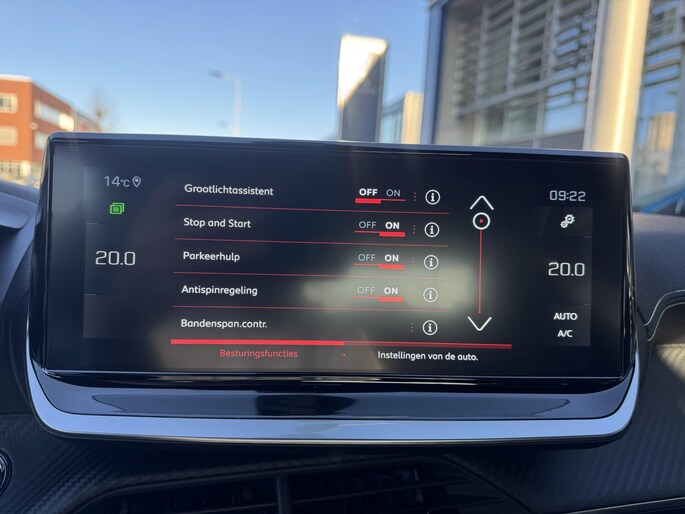 14°C
09:22
20.0
20.0
AUTO
A/C
Grootlichtassistent OFF ON
Stop and Start OFF ON
Parkeerhulp OFF ON
Antispinregeling OFF ON
Bandenspan.contr.
Besturingsfuncties
Instellingen van de auto.